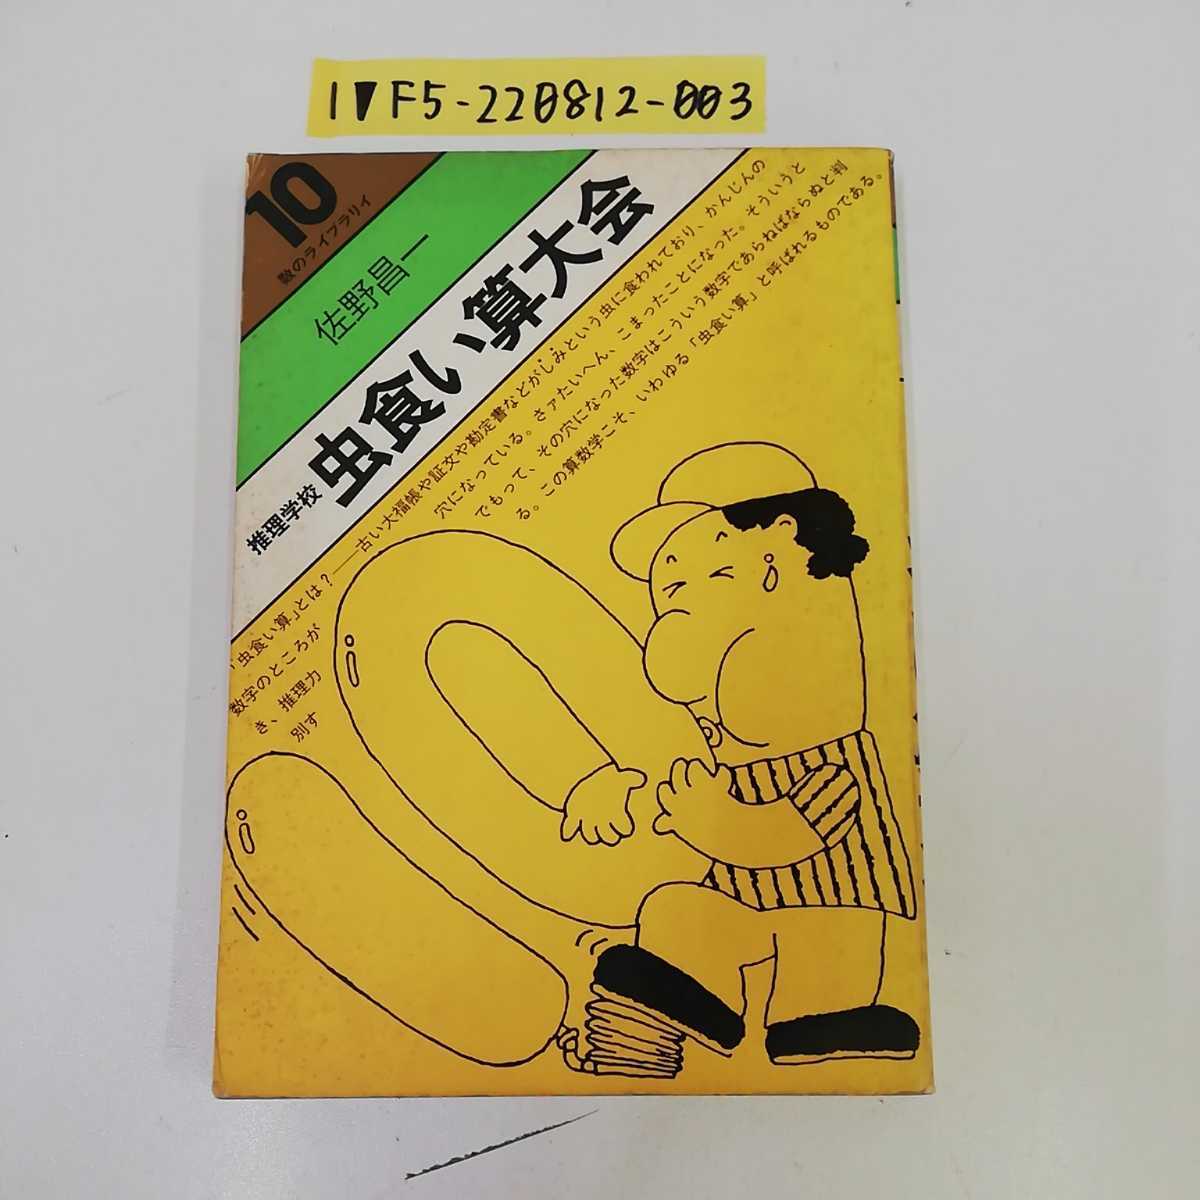 1▼F5-220812-003
10
数のライブラリイ
佐野昌一
推理学校 虫食い算大会
「虫食い算」とは?――古い大福帳や証文や勘定書などがしみという虫に食われており、かんじんの
数字のところが穴になっている。さァたいへん、こまったことになった。そういうと
き、推理力でもって、その穴になった数字はこういう数字であらねばならぬと判
別する。この算数学こそ、いわゆる「虫食い算」と呼ばれるものである。